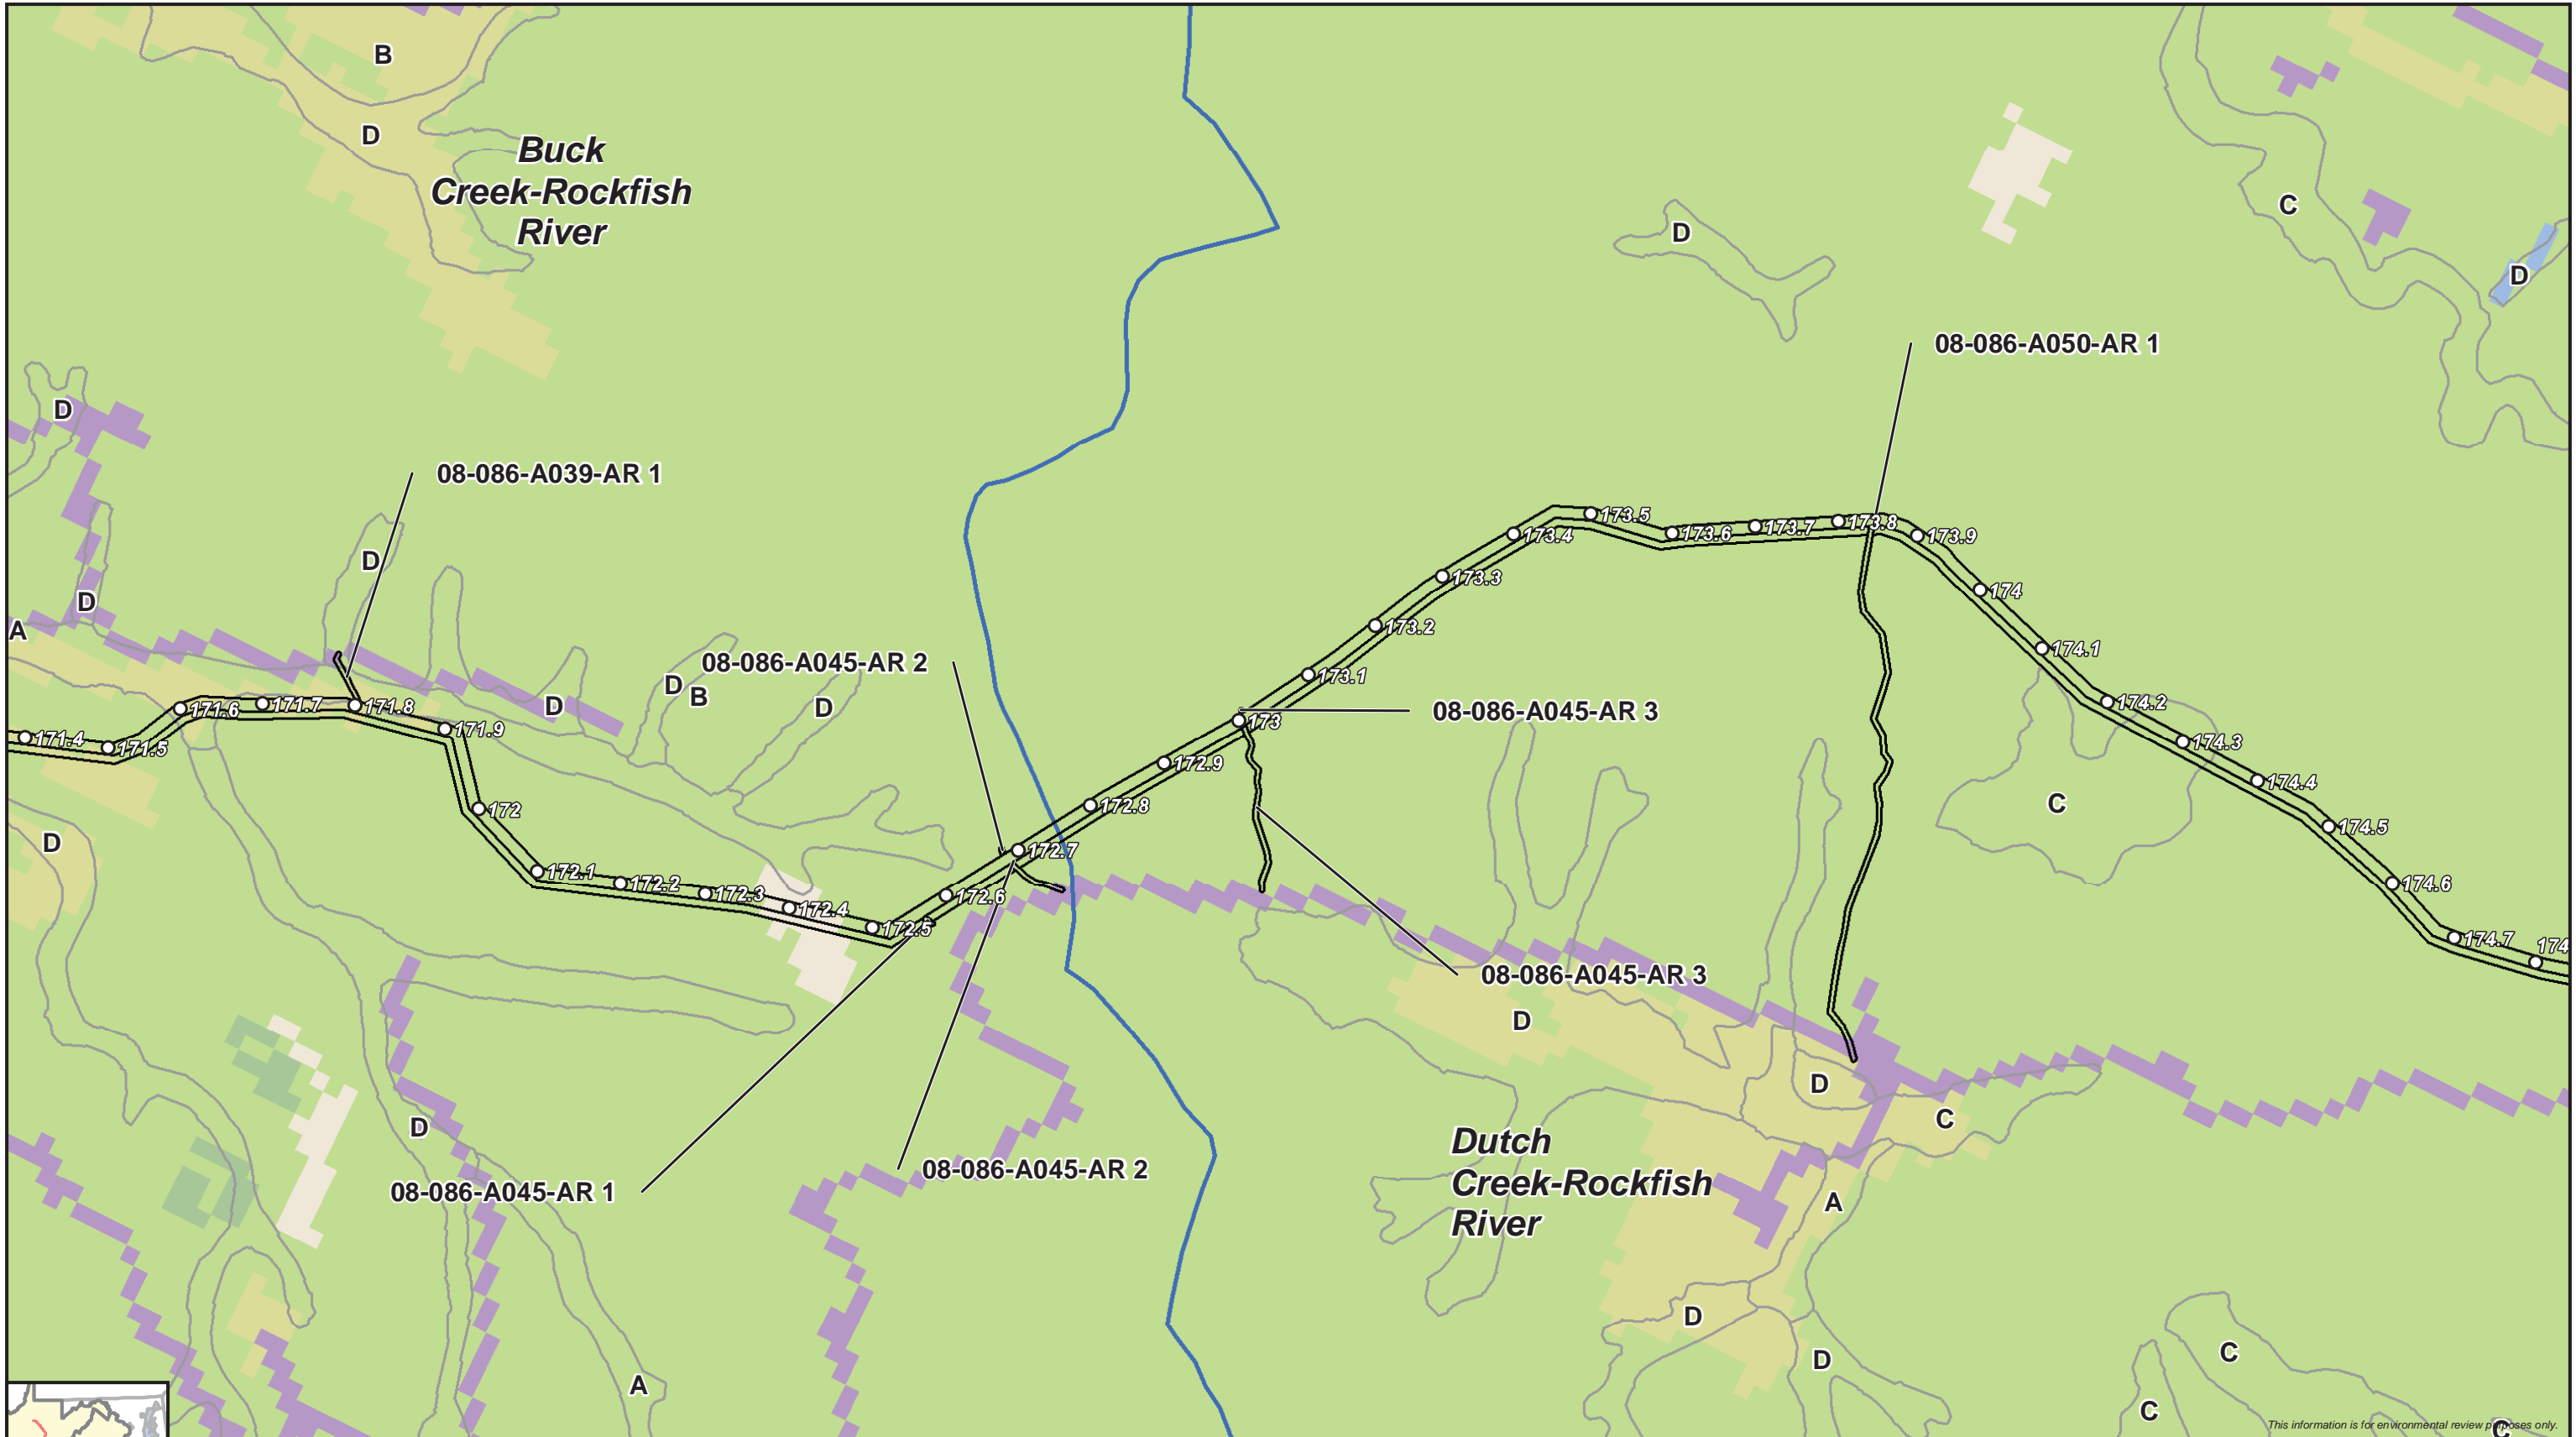 B
D
Buck
Creek-Rockfish
River
D
C
D
08-086-A050-AR 1
D
08-086-A039-AR 1
D
D
A
173.5
173.4
173.6
173.7
173.8
173.9
173.3
174
173.2
174.1
08-086-A045-AR 2
173.1
D
B
D
D
171.6
171.7
171.8
171.9
174.2
08-086-A045-AR 3
173
171.4
171.5
174.3
172.9
174.4
172
172.8
C
174.5
D
172.7
172.1
172.2
172.3
172.6
174.6
172.4
172.5
174.7
174
08-086-A045-AR 3
D
D
D
C
Dutch
Creek-Rockfish
River
08-086-A045-AR 2
08-086-A045-AR 1
A
D
D
C
A
C
C
This information is for environmental review purposes only.